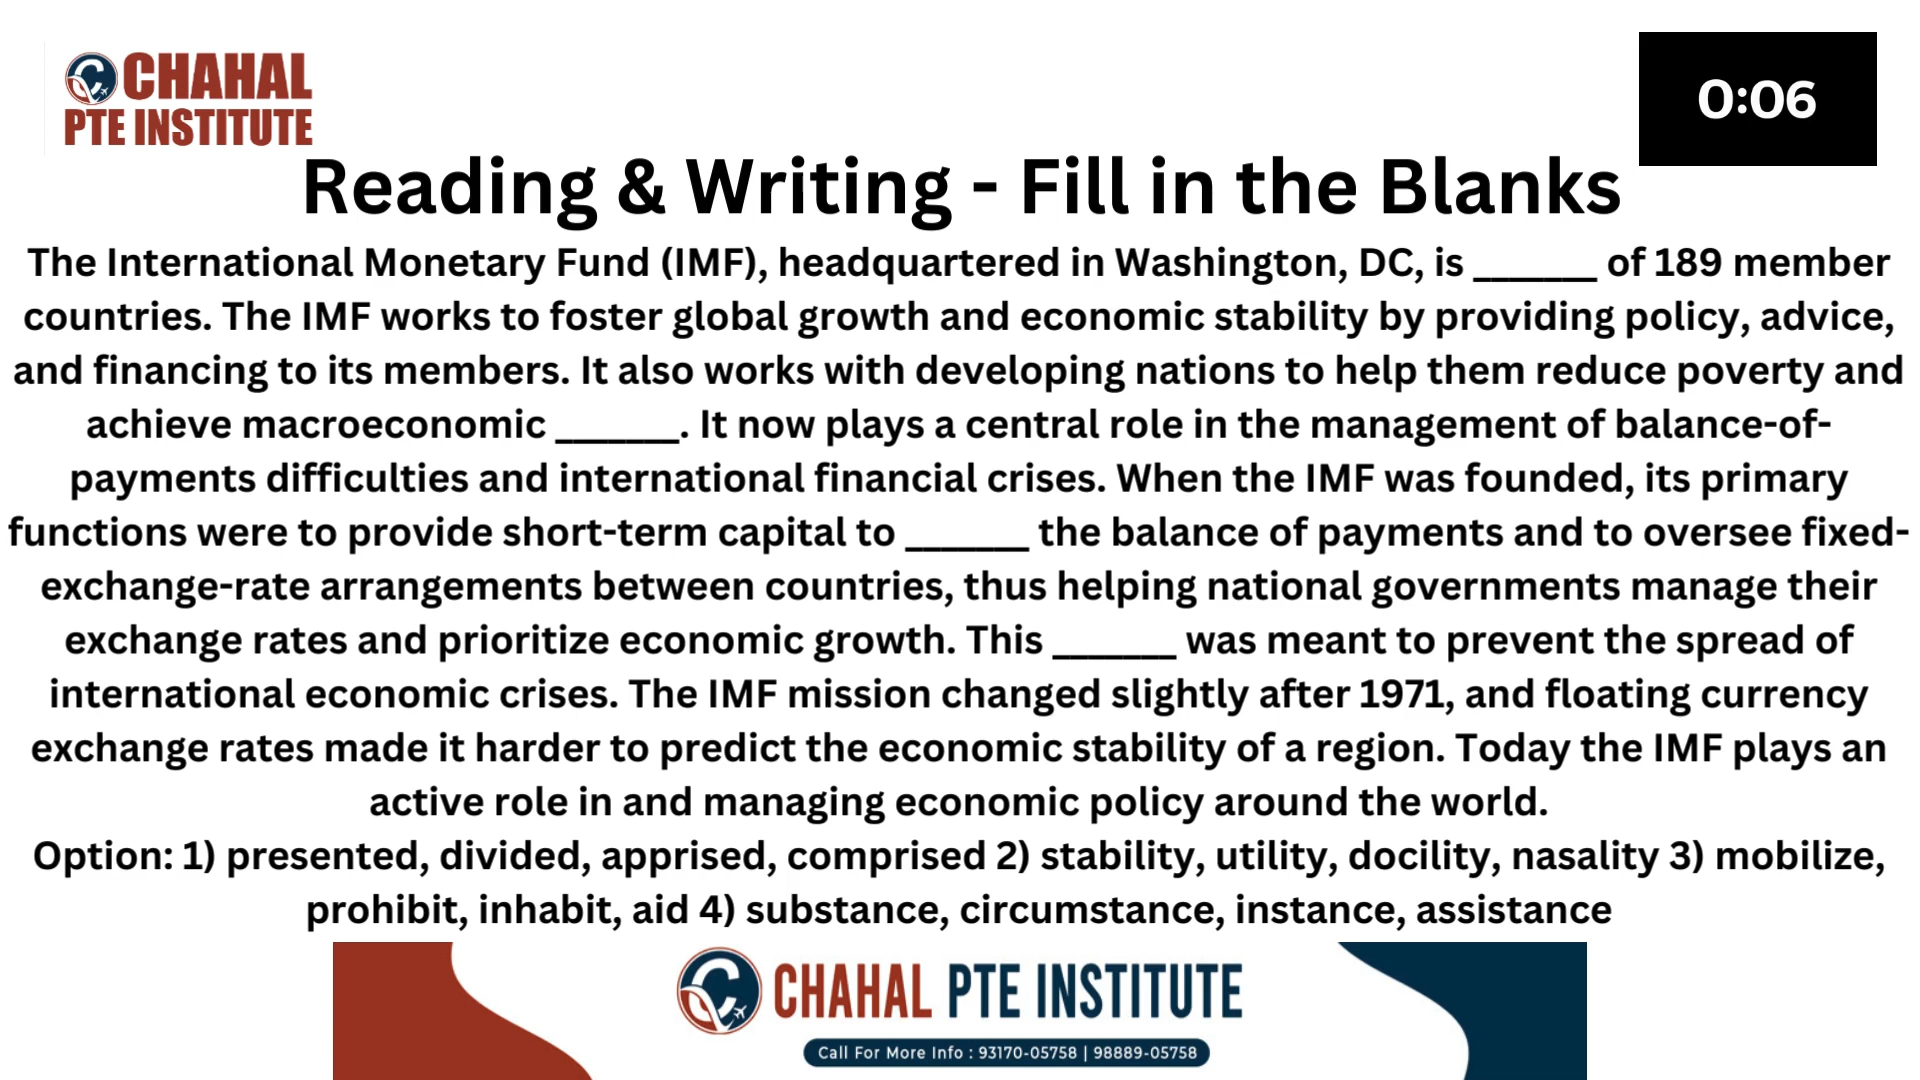 CHAHAL
PTE INSTITUTE
0:06
Reading & Writing - Fill in the Blanks
The International Monetary Fund (IMF), headquartered in Washington, DC, is _______ of 189 member
countries. The IMF works to foster global growth and economic stability by providing policy, advice,
and financing to its members. It also works with developing nations to help them reduce poverty and
achieve macroeconomic _______. It now plays a central role in the management of balance-of-
payments difficulties and international financial crises. When the IMF was founded, its primary
functions were to provide short-term capital to _______ the balance of payments and to oversee fixed-
exchange-rate arrangements between countries, thus helping national governments manage their
exchange rates and prioritize economic growth. This _______ was meant to prevent the spread of
international economic crises. The IMF mission changed slightly after 1971, and floating currency
exchange rates made it harder to predict the economic stability of a region. Today the IMF plays an
active role in and managing economic policy around the world.
Option: 1) presented, divided, apprised, comprised 2) stability, utility, docility, nasality 3) mobilize,
prohibit, inhabit, aid 4) substance, circumstance, instance, assistance
CHAHAL PTE INSTITUTE
Call For More Info : 93170-05758 | 98889-05758